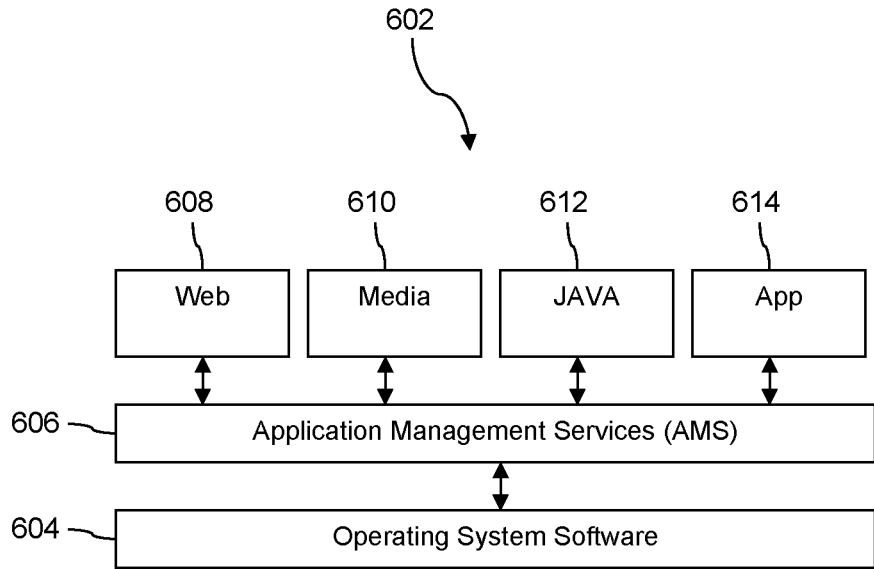 602
608 610 612 614
Web Media JAVA App
606 Application Management Services (AMS)
604 Operating System Software